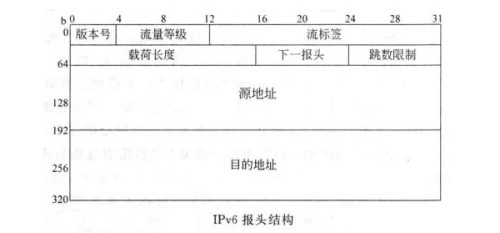 b 0 4 8 12 16 20 24 28 31
0 版本号 流量等级 流标签
载荷长度 下一报头 跳数限制
64
源地址
128
192
256 目的地址
320
IPv6 报头结构